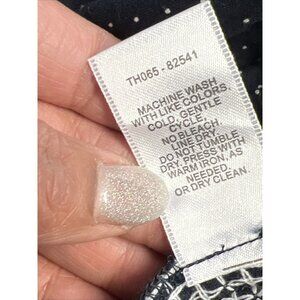 TH065 - 82541
MACHINE WASH
WITH LIKE COLORS,
COLD, GENTLE
CYCLE.
NO BLEACH.
LINE DRY.
DO NOT TUMBLE
DRY. PRESS WITH
WARM IRON, AS
NEEDED.
OR DRY CLEAN.